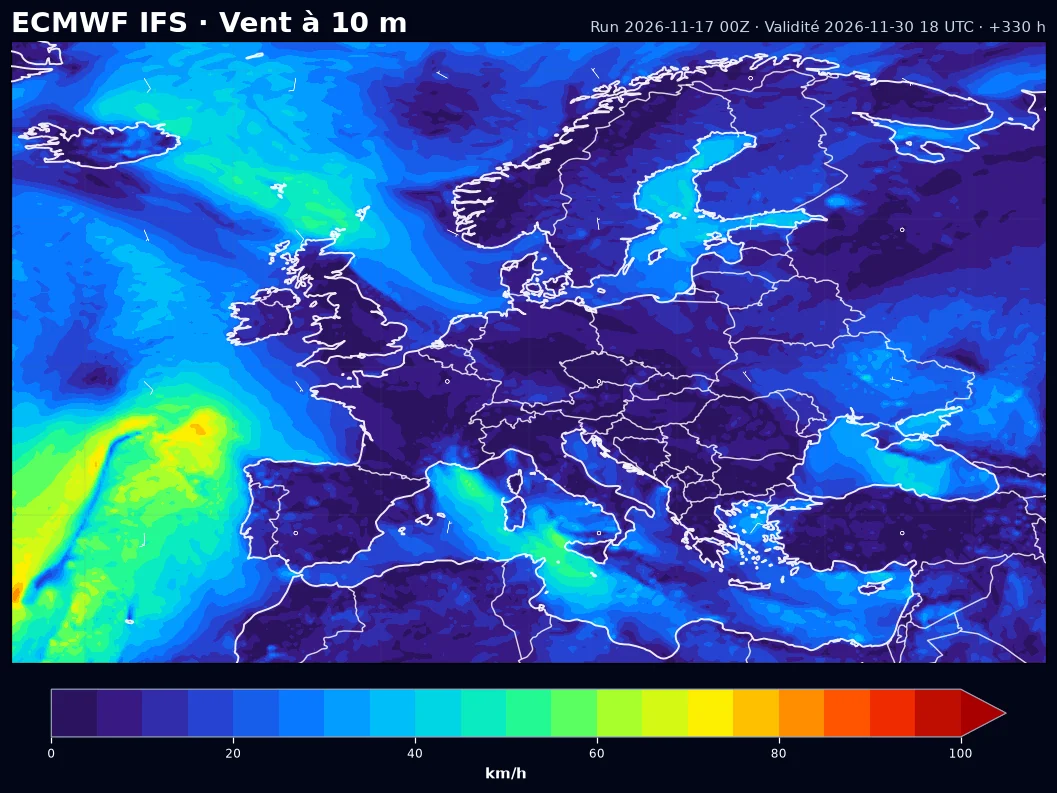 ECMWF IFS · Vent à 10 m
Run 2026-11-17 00Z · Validité 2026-11-30 18 UTC · +330 h
0 20 40 60 80 100
km/h